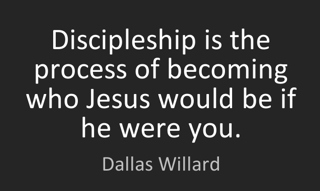 Discipleship is the
process of becoming
who Jesus would be if
he were you.
Dallas Willard